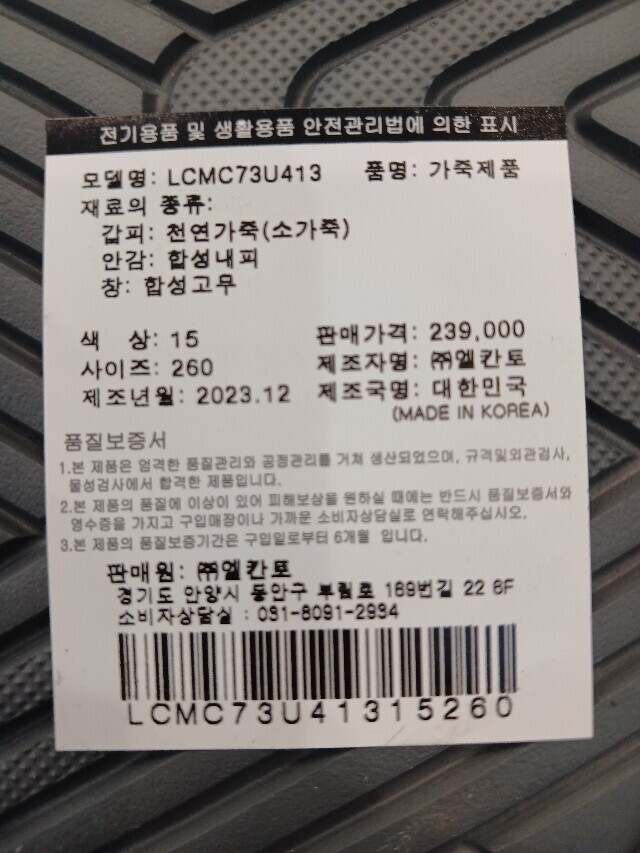 전기용품 및 생활용품 안전관리법에 의한 표시
모델명: LCMC73U413 품명: 가죽제품
재료의 종류:
갑피: 천연가죽(소가죽)
안감: 합성내피
창: 합성고무
색 상: 15 판매가격: 239,000
사이즈: 260 제조자명: ㈜엘칸토
제조년월: 2023.12 제조국명: 대한민국
(MADE IN KOREA)
품질보증서
1.본 제품은 엄격한 품질관리와 공정관리를 거쳐 생산되었으며, 규격및외관검사,
물성검사에서 합격한 제품입니다.
2.본 제품의 품질에 이상이 있어 피해보상을 원하실 때에는 반드시 품질보증서와
영수증을 가지고 구입매장이나 가까운 소비자상담실로 연락해주십시오.
3.본 제품의 품질보증기간은 구입일로부터 6개월 입니다.
판매원: ㈜엘칸토
경기도 안양시 동안구 부림로 169번길 22 6F
소비자상담실 : 031-8091-2934
LCMC73U41315260